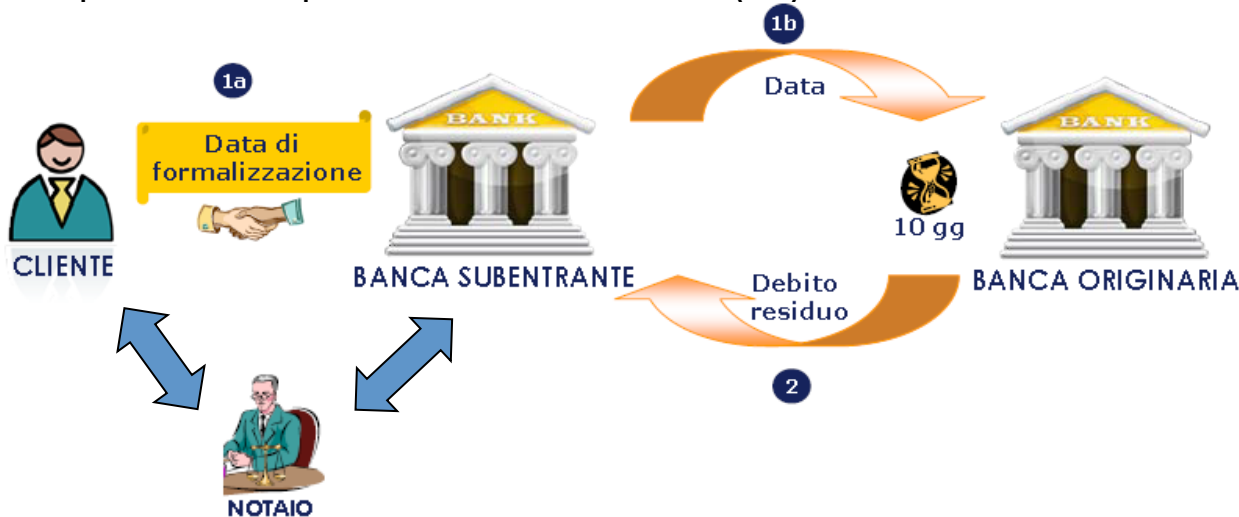 1b
1a
Data
Data di
formalizzazione
BANK
BANK
10 gg
CLIENTE
BANCA SUBENTRANTE
BANCA ORIGINARIA
Debito
residuo
2
NOTAIO